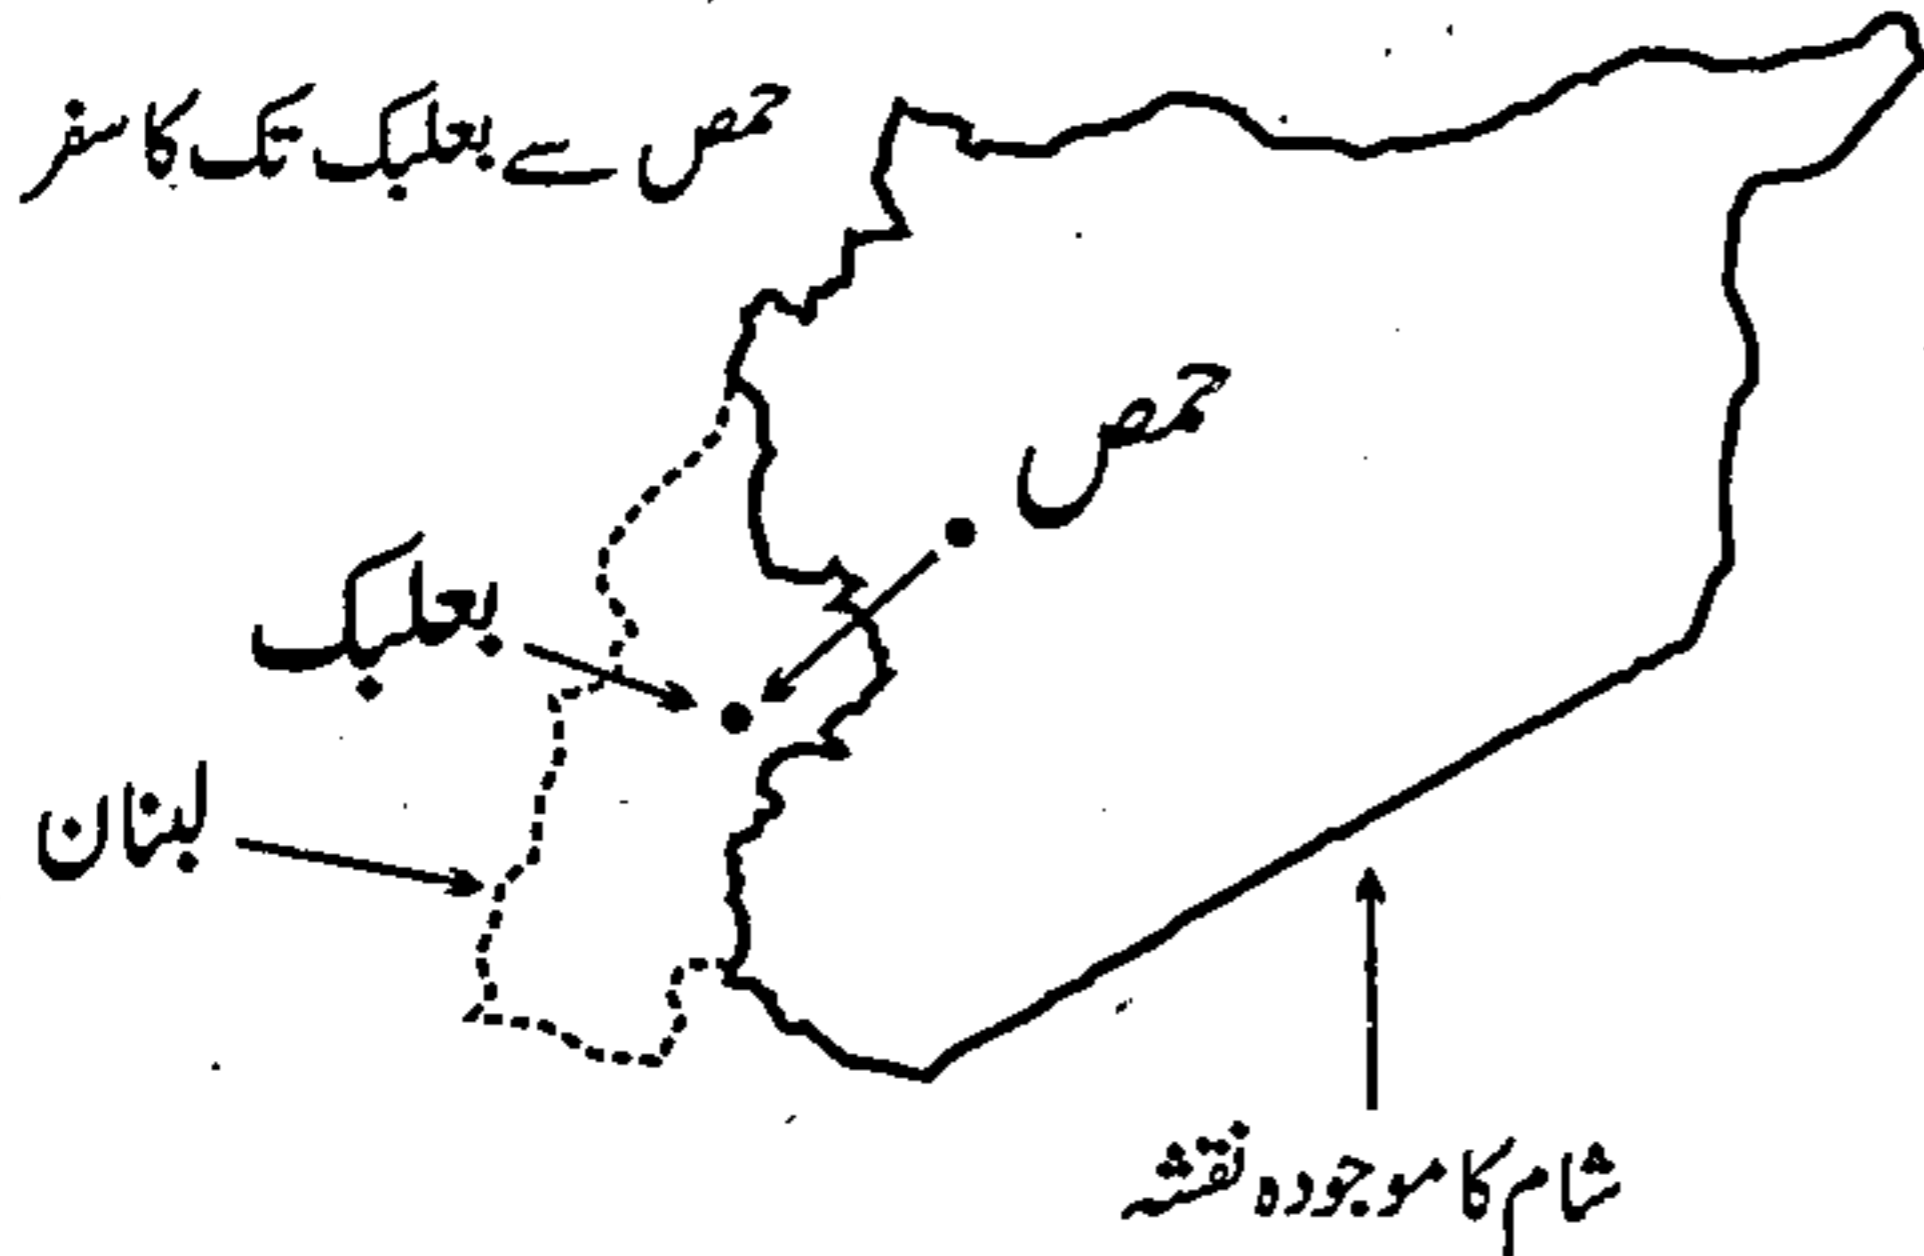 حمص سے بعلبک تک کا سفر
حمص
بعلبک
لبنان
شام کا موجودہ نقشہ